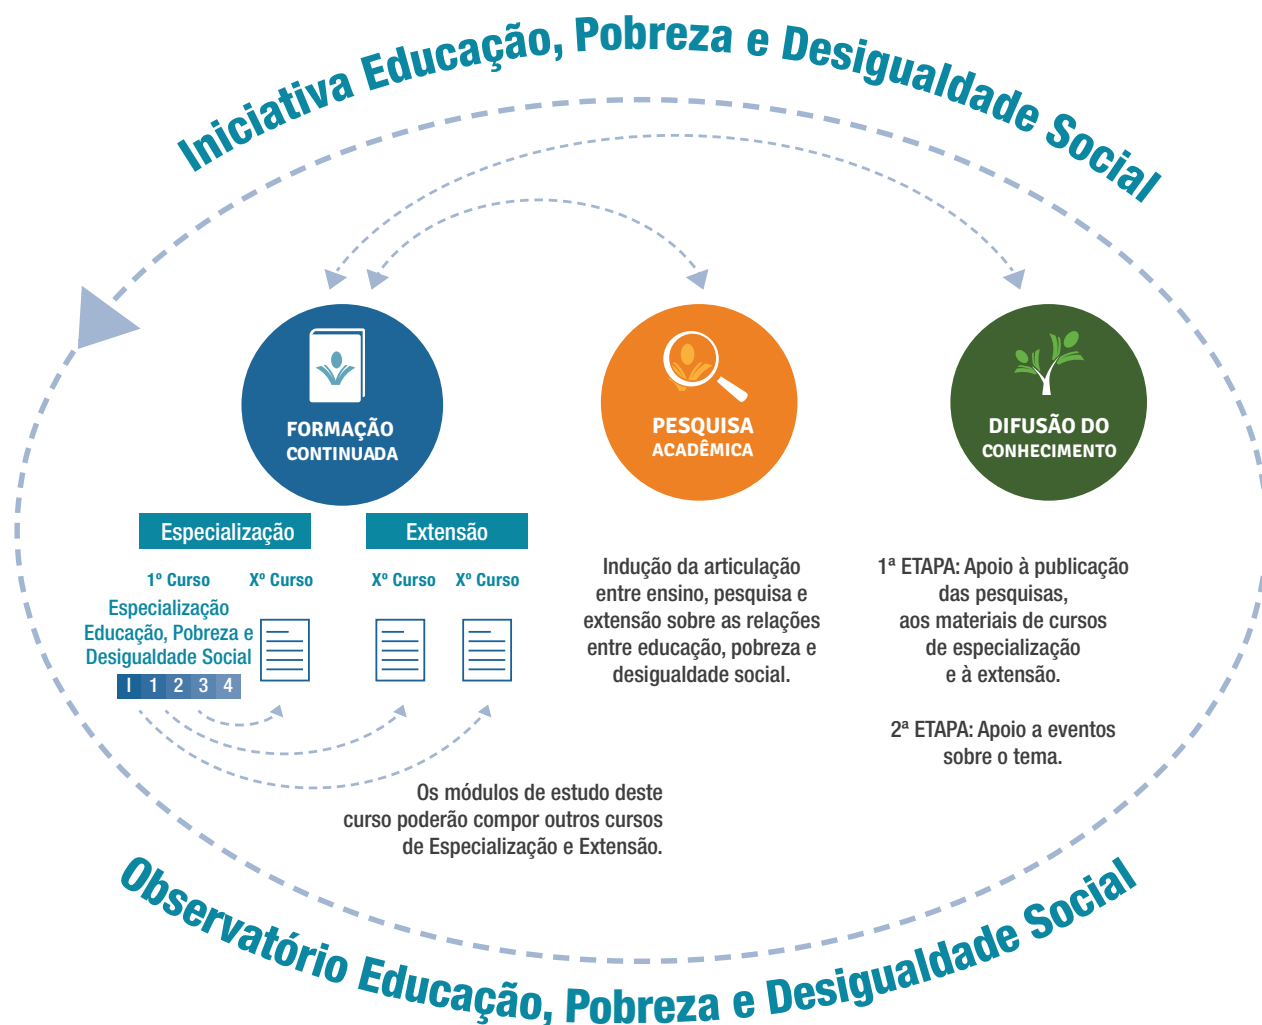 Iniciativa Educação, Pobreza e Desigualdade Social
FORMAÇÃO
CONTINUADA
PESQUISA
ACADÊMICA
DIFUSÃO DO
CONHECIMENTO
Especialização
Extensão
1º Curso
Xº Curso
Xº Curso
Xº Curso
Especialização
Educação, Pobreza e
Desigualdade Social
I 1 2 3 4
Os módulos de estudo deste
curso poderão compor outros cursos
de Especialização e Extensão.
Indução da articulação
entre ensino, pesquisa e
extensão sobre as relações
entre educação, pobreza e
desigualdade social.
1ª ETAPA: Apoio à publicação
das pesquisas,
aos materiais de cursos
de especialização
e à extensão.
2ª ETAPA: Apoio a eventos
sobre o tema.
Observatório Educação, Pobreza e Desigualdade Social